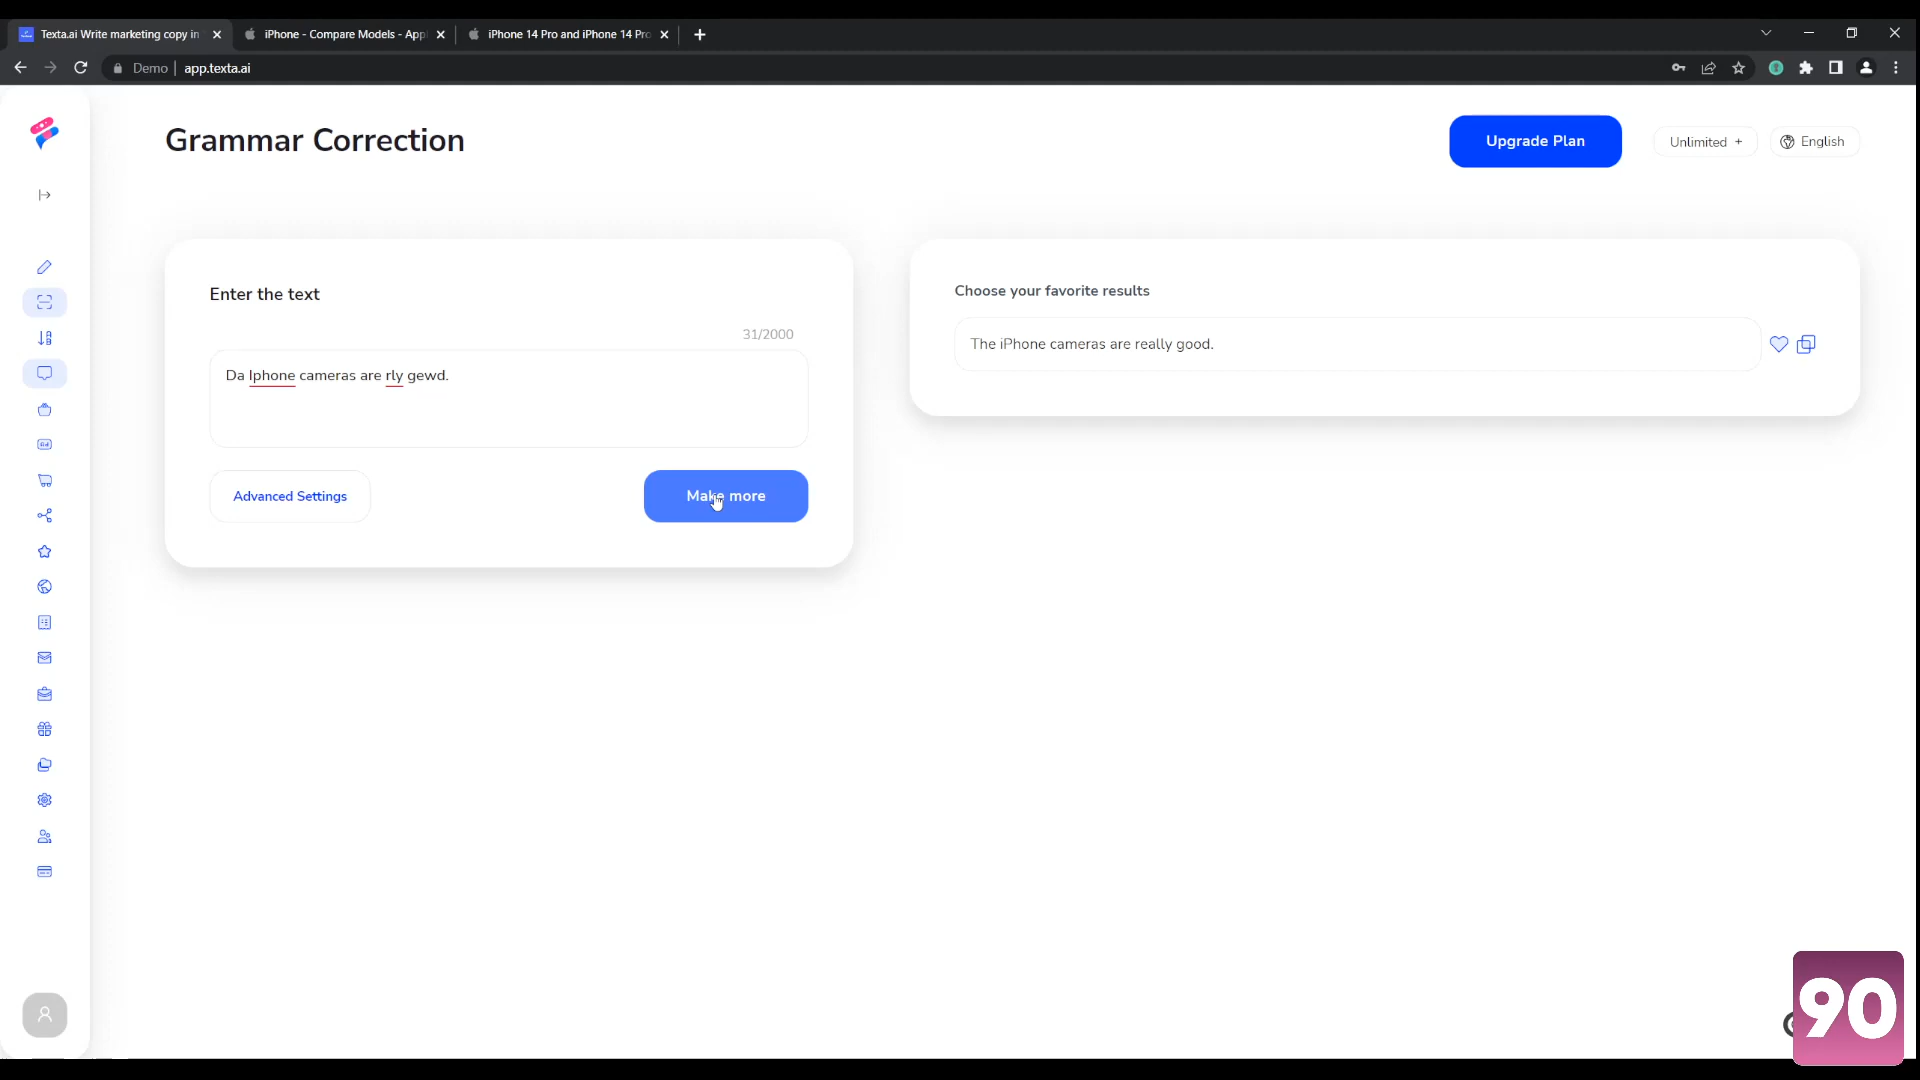 Texta.ai Write marketing copy in
iPhone - Compare Models - Appl
iPhone 14 Pro and iPhone 14 Pro
Demo | app.texta.ai
Grammar Correction
Upgrade Plan
Unlimited +
English
Enter the text
31/2000
Da Iphone cameras are rly gewd.
Advanced Settings
Make more
Choose your favorite results
The iPhone cameras are really good.
90